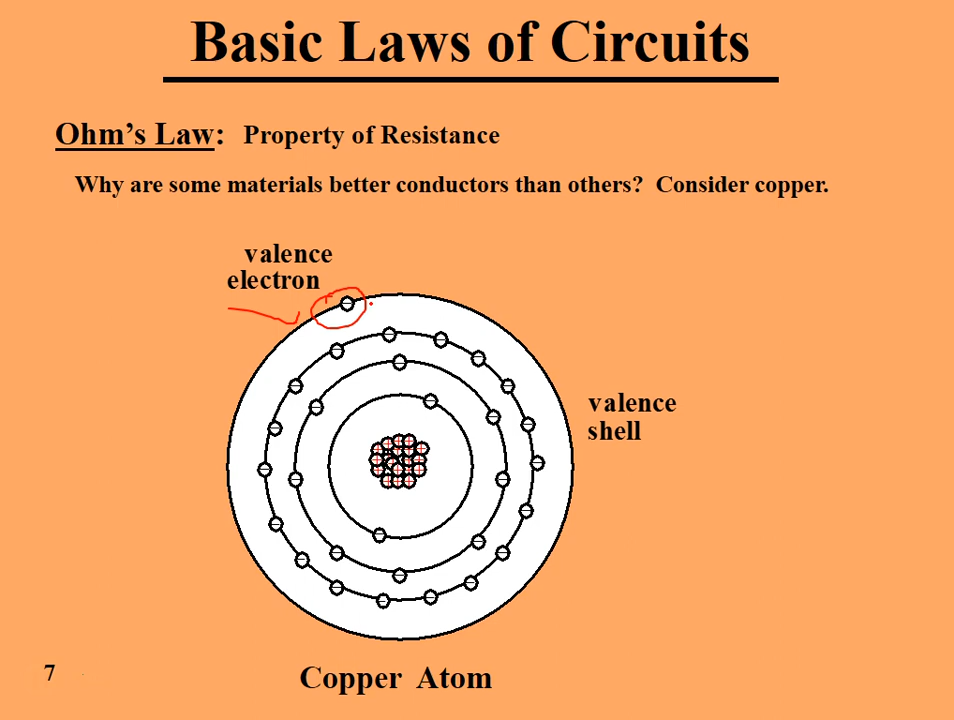 Basic Laws of Circuits
Ohm’s Law: Property of Resistance
Why are some materials better conductors than others? Consider copper.
valence
electron
valence
shell
Copper Atom
7